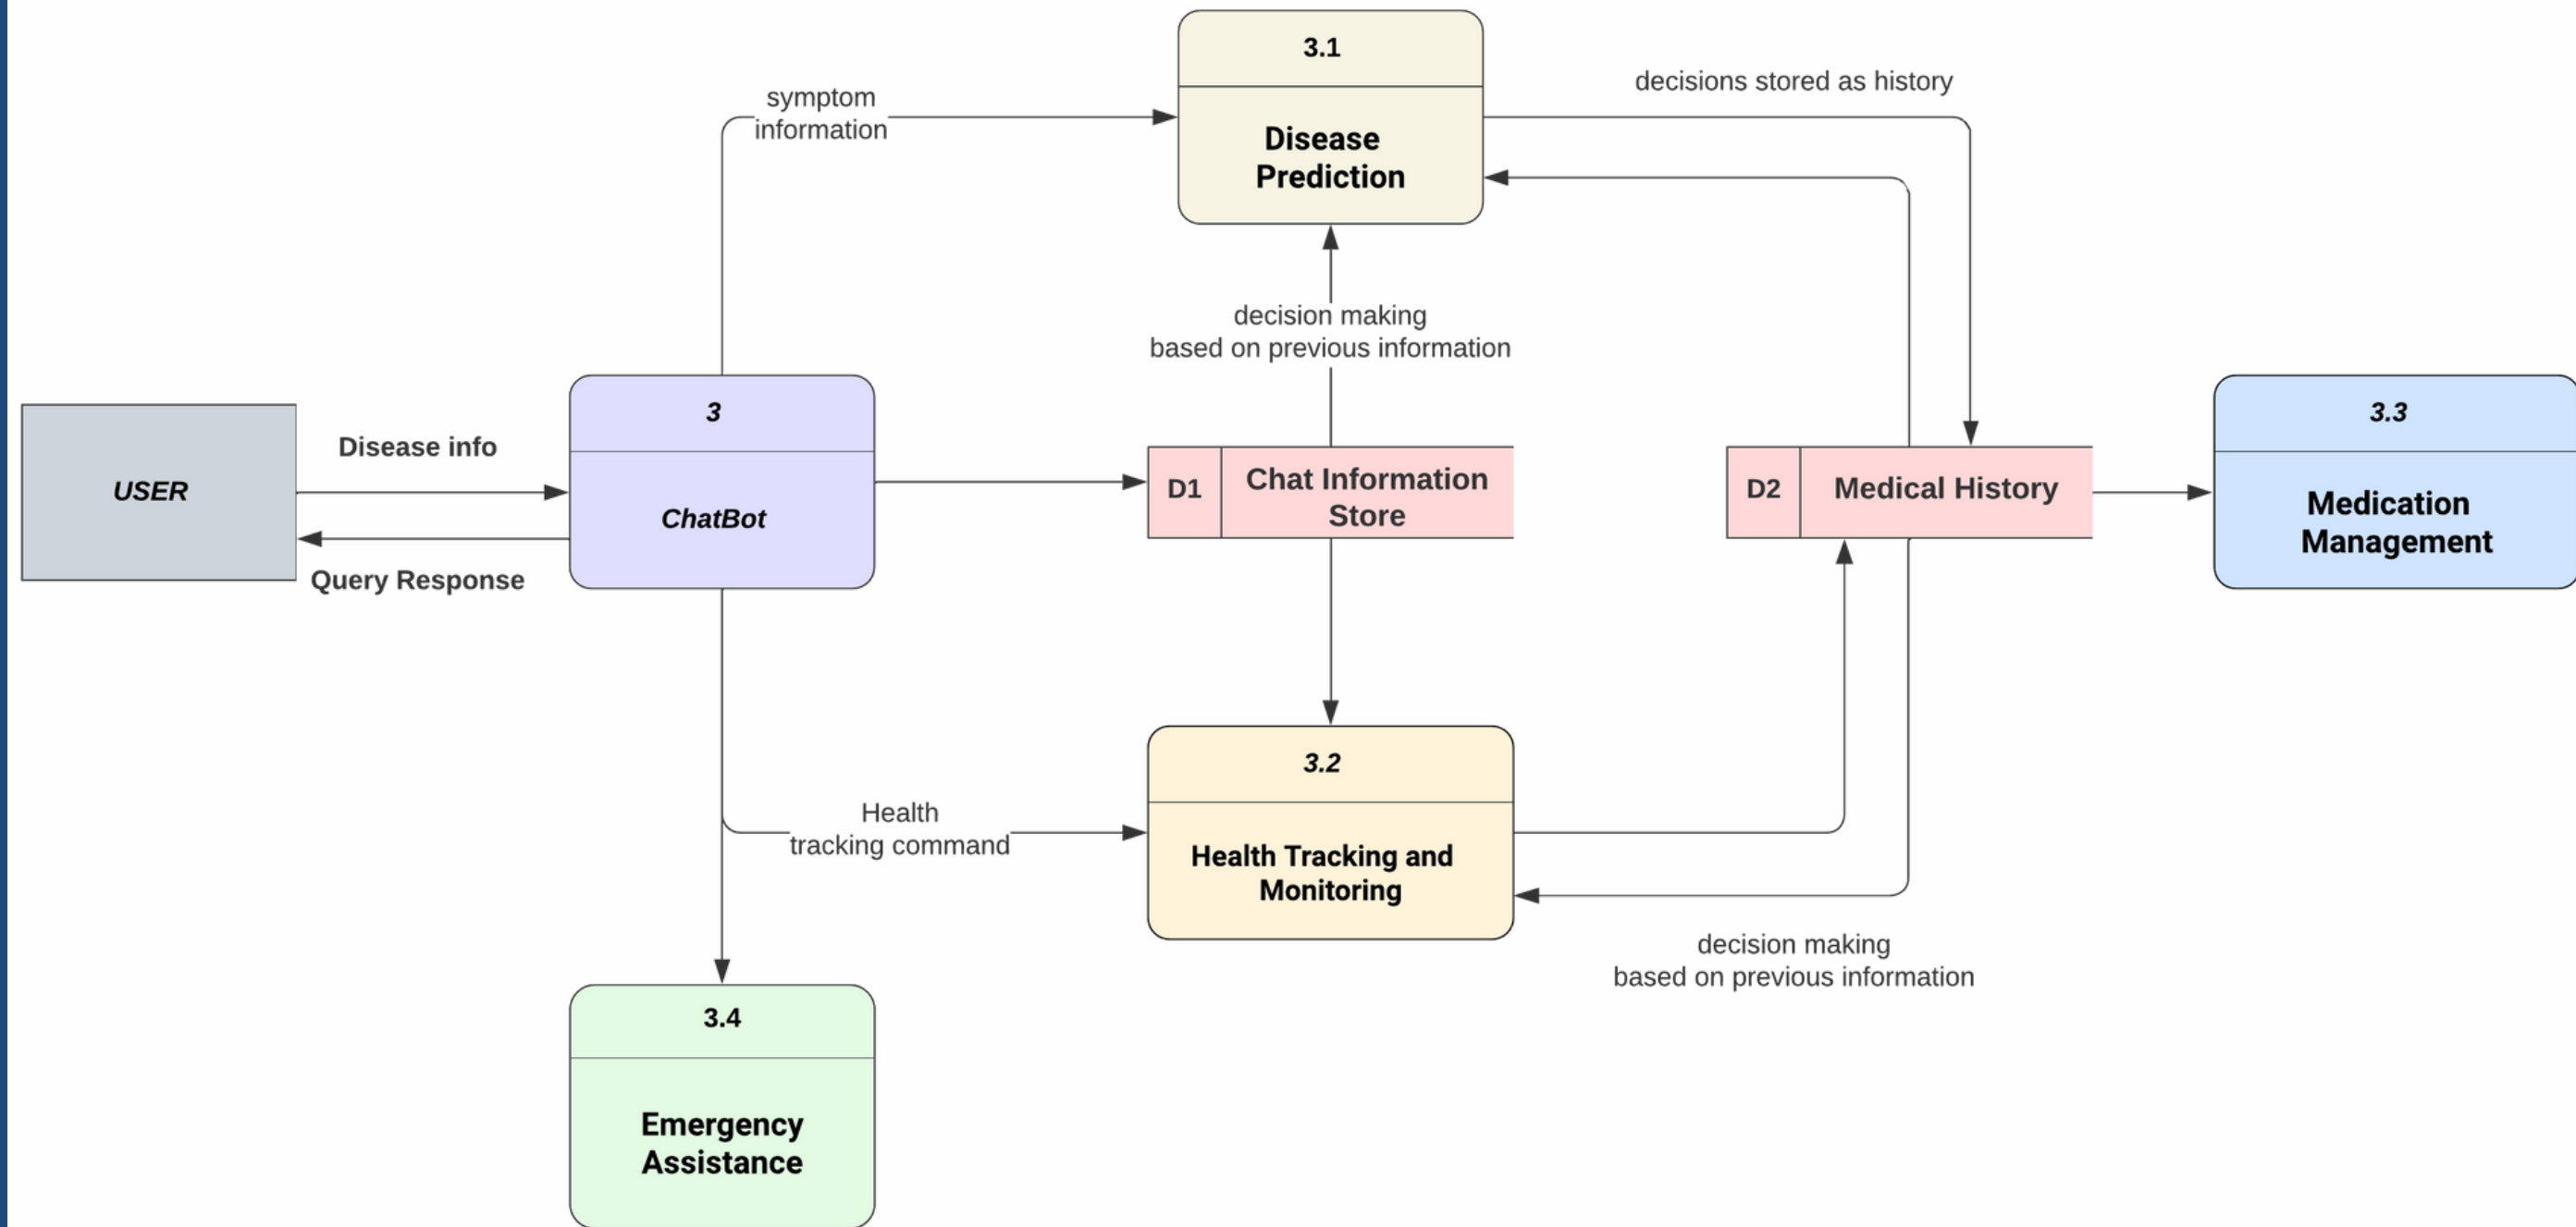 3.1
Disease
Prediction
symptom
information
decisions stored as history
decision making
based on previous information
USER
Disease info
Query Response
3
ChatBot
D1
Chat Information
Store
D2
Medical History
3.3
Medication
Management
3.2
Health Tracking and
Monitoring
Health
tracking command
decision making
based on previous information
3.4
Emergency
Assistance